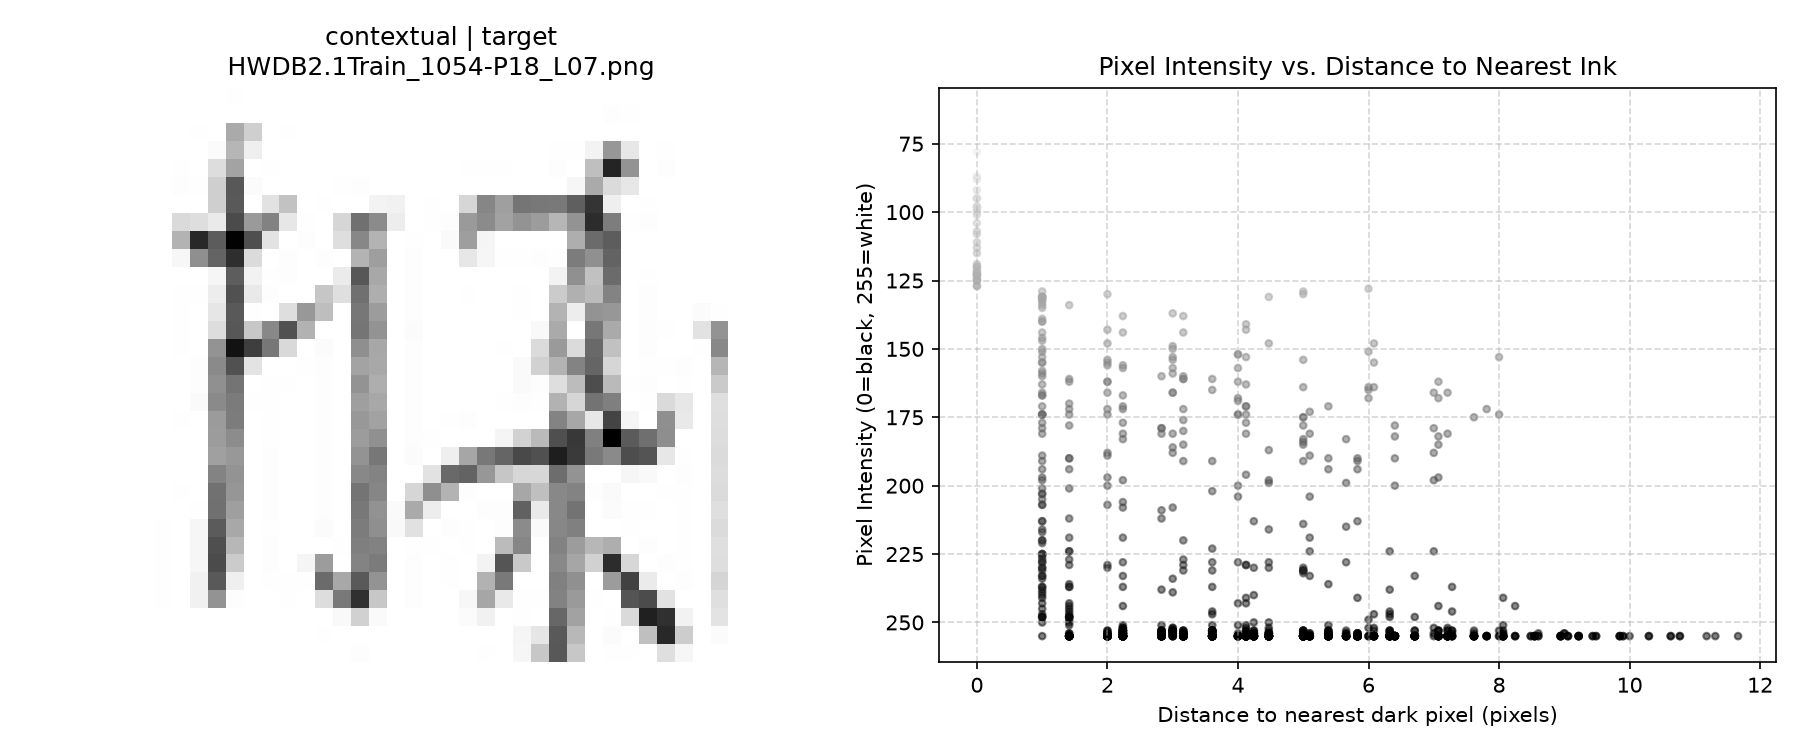 contextual | target
HWDB2.1Train_1054-P18_L07.png
Pixel Intensity vs. Distance to Nearest Ink
Pixel Intensity (0=black, 255=white)
75
100
125
150
175
200
225
250
0 2 4 6 8 10 12
Distance to nearest dark pixel (pixels)